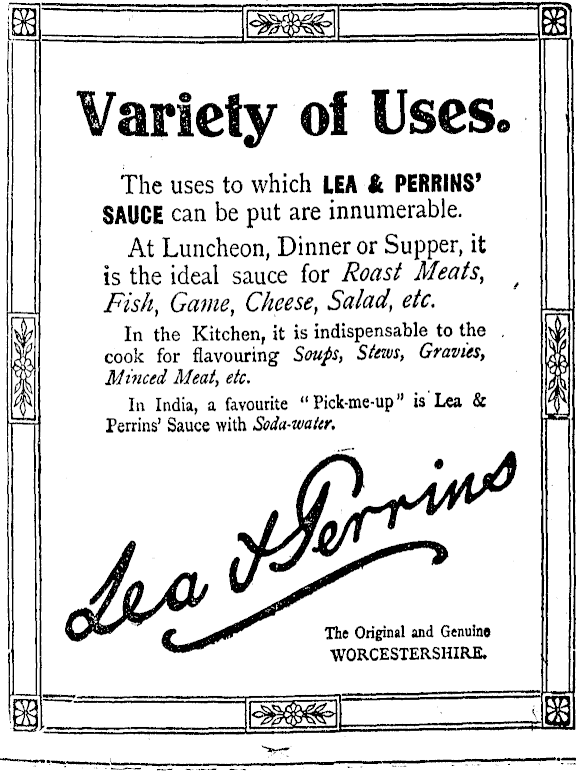 Variety of Uses.
The uses to which LEA & PERRINS'
SAUCE can be put are innumerable.
At Luncheon, Dinner or Supper, it
is the ideal sauce for Roast Meats,
Fish, Game, Cheese, Salad, etc.
In the Kitchen, it is indispensable to the
cook for flavouring Soups, Stews, Gravies,
Minced Meat, etc.
In India, a favourite "Pick-me-up" is Lea &
Perrins' Sauce with Soda-water.
Lea & Perrins
The Original and Genuine
WORCESTERSHIRE.